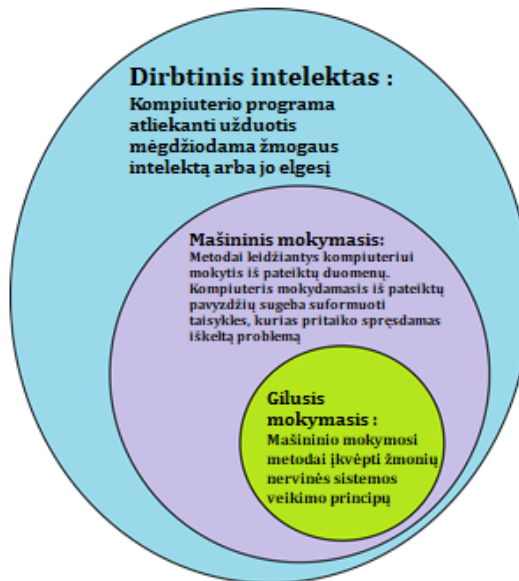 Dirbtinis intelektas :
Kompiuterio programa
atliekanti užduotis
mėgdžiodama žmogaus
intelektą arba jo elgesį
Mašininis mokymasis:
Metodai leidžiantys kompiuteriui
mokytis iš pateiktų duomenų.
Kompiuteris mokydamasis iš pateiktų
pavyzdžių sugeba suformuoti
taisykles, kurias pritaiko spręsdamas
iškeltą problemą
Gilusis
mokymasis :
Mašininio mokymosi
metodai įkvėpti žmonių
nervinės sistemos
veikimo principų